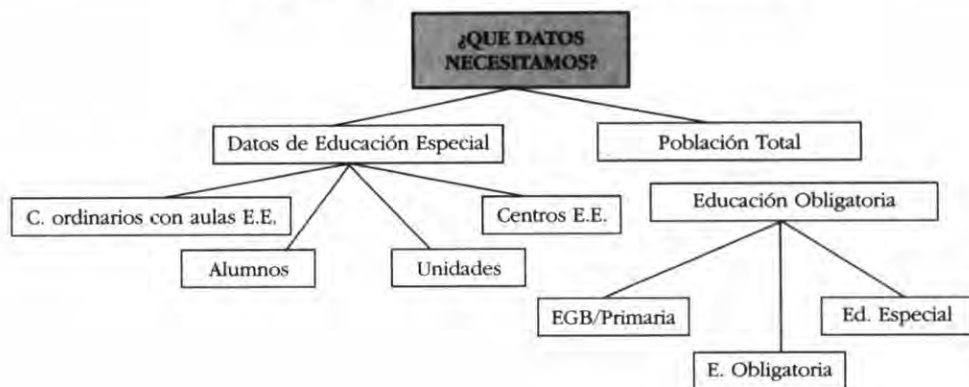 ¿QUE DATOS
NECESITAMOS?
Datos de Educación Especial
Población Total
C. ordinarios con aulas E.E.
Centros E.E.
Educación Obligatoria
Alumnos
Unidades
EGB/Primaria
Ed. Especial
E. Obligatoria